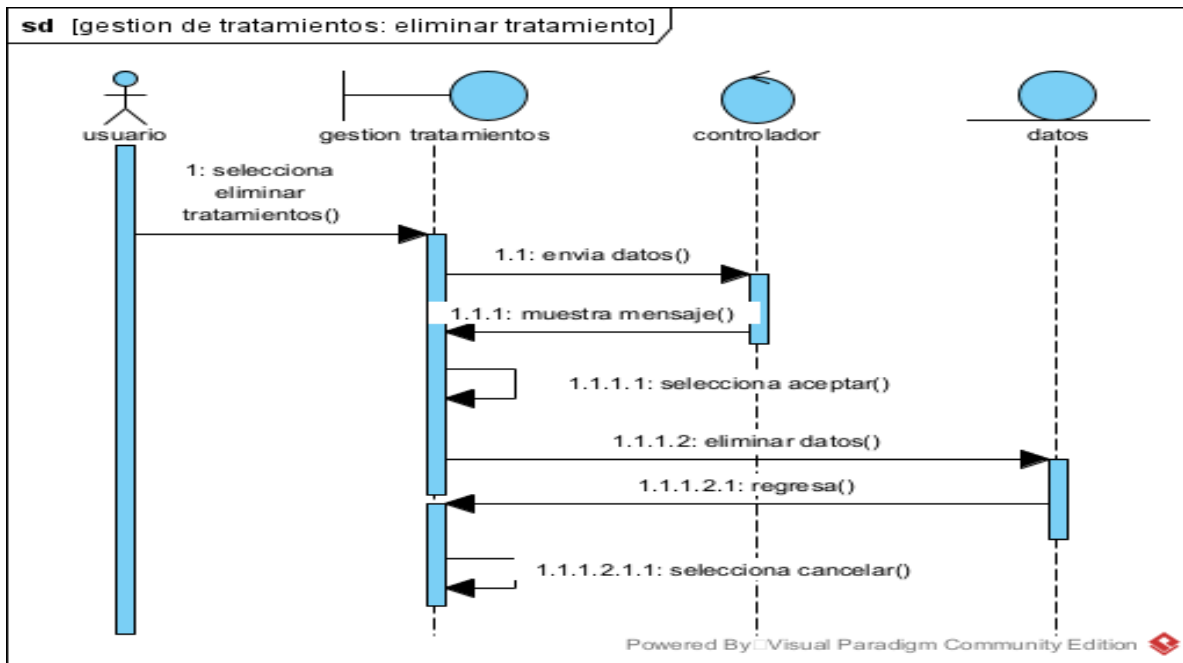 sd [gestion de tratamientos: eliminar tratamiento]
usuario
gestion tratamientos
controlador
datos
1: selecciona
eliminar
tratamientos()
1.1: envia datos()
1.1.1: muestra mensaje()
1.1.1.1: selecciona aceptar()
1.1.1.2: eliminar datos()
1.1.1.2.1: regresa()
1.1.1.2.1.1: selecciona cancelar()
Powered By Visual Paradigm Community Edition